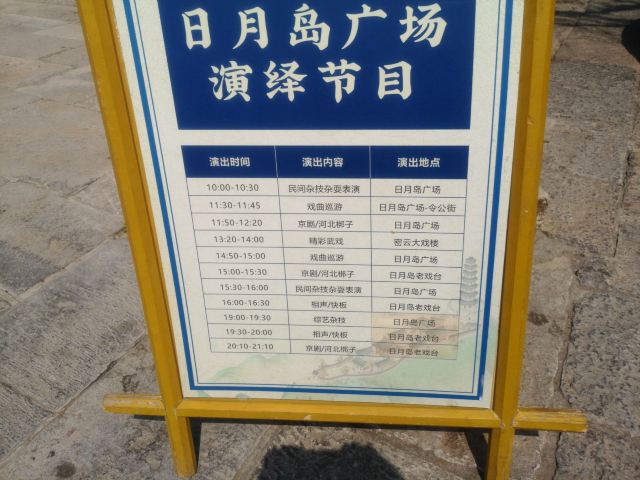 日月岛广场
演绎节目
演出时间 演出内容 演出地点
10:00-10:30 民间杂技杂耍表演 日月岛广场
11:30-11:45 戏曲巡游 日月岛广场-令公街
11:50-12:20 京剧/河北梆子 日月岛广场
13:20-14:00 精彩武戏 密云大戏楼
14:50-15:00 戏曲巡游 日月岛广场
15:00-15:30 京剧/河北梆子 日月岛老戏台
15:30-16:00 民间杂技杂耍表演 日月岛广场
16:00-16:30 相声/快板 日月岛老戏台
19:00-19:30 综艺杂技 日月岛广场
19:30-20:00 相声/快板 日月岛老戏台
20:10-21:10 京剧/河北梆子 日月岛老戏台